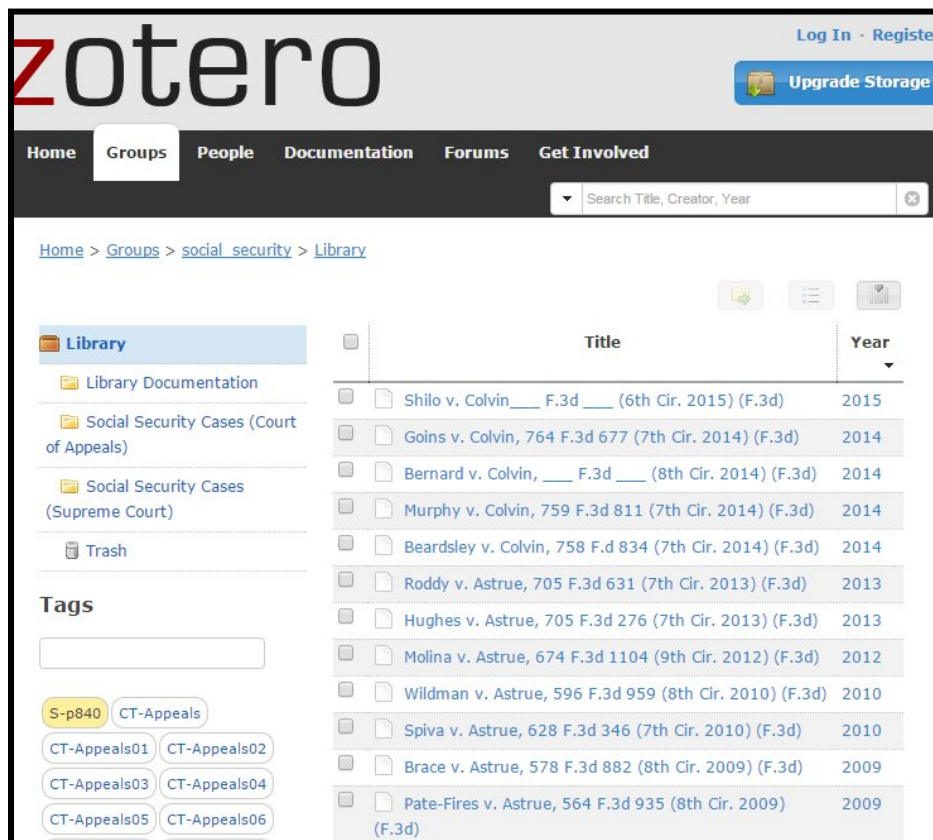 zotero
Log In · Registe
Upgrade Storage
Home Groups People Documentation Forums Get Involved
Search Title, Creator, Year
Home > Groups > social_security > Library
Library
Library Documentation
Social Security Cases (Court
of Appeals)
Social Security Cases
(Supreme Court)
Trash
Tags
S-p840 CT-Appeals
CT-Appeals01 CT-Appeals02
CT-Appeals03 CT-Appeals04
CT-Appeals05 CT-Appeals06
Title Year
Shilo v. Colvin___ F.3d ___ (6th Cir. 2015) (F.3d) 2015
Goins v. Colvin, 764 F.3d 677 (7th Cir. 2014) (F.3d) 2014
Bernard v. Colvin, ___ F.3d ___ (8th Cir. 2014) (F.3d) 2014
Murphy v. Colvin, 759 F.3d 811 (7th Cir. 2014) (F.3d) 2014
Beardsley v. Colvin, 758 F.d 834 (7th Cir. 2014) (F.3d) 2014
Roddy v. Astrue, 705 F.3d 631 (7th Cir. 2013) (F.3d) 2013
Hughes v. Astrue, 705 F.3d 276 (7th Cir. 2013) (F.3d) 2013
Molina v. Astrue, 674 F.3d 1104 (9th Cir. 2012) (F.3d) 2012
Wildman v. Astrue, 596 F.3d 959 (8th Cir. 2010) (F.3d) 2010
Spiva v. Astrue, 628 F.3d 346 (7th Cir. 2010) (F.3d) 2010
Brace v. Astrue, 578 F.3d 882 (8th Cir. 2009) (F.3d) 2009
Pate-Fires v. Astrue, 564 F.3d 935 (8th Cir. 2009) 2009
(F.3d)